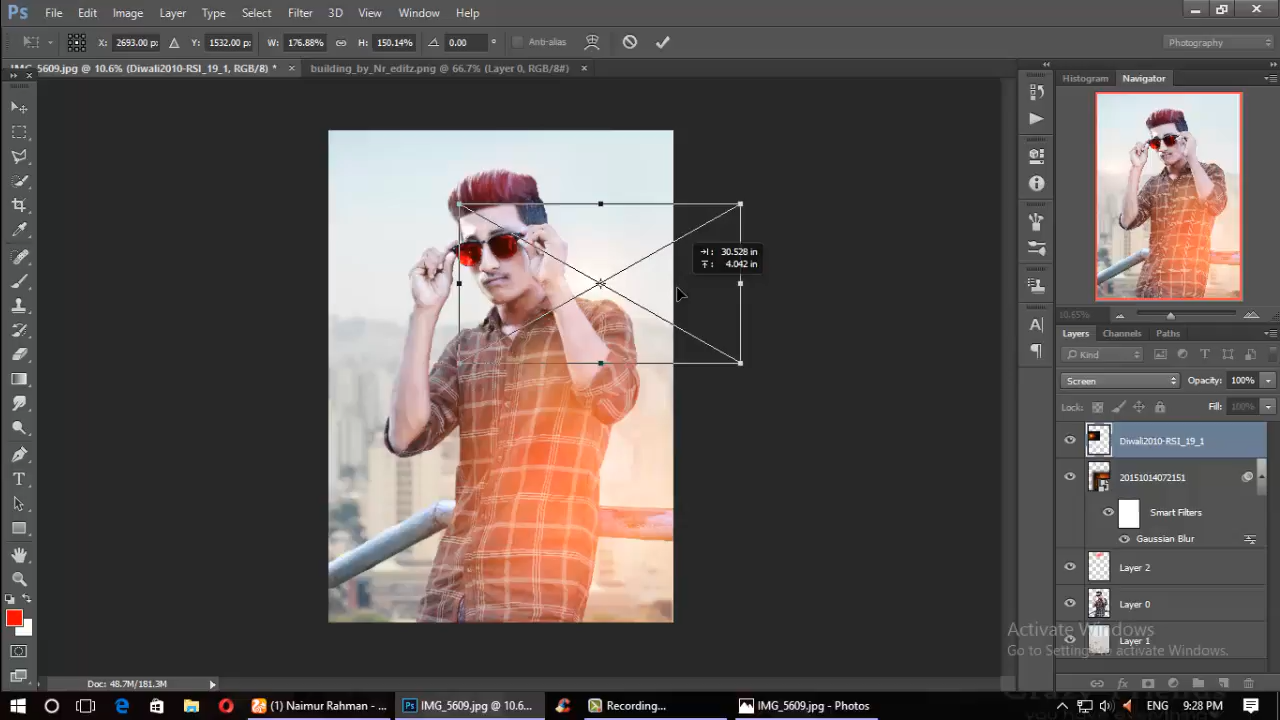 Ps File Edit Image Layer Type Select Filter 3D View Window Help
X: 2693.00 px Y: 1532.00 px W: 176.88% H: 150.14% 0.00 ° Anti-alias Photography
IMG_5609.jpg @ 10.6% (Diwali2010-RSI_19_1, RGB/8) * × building_by_Nr_editz.png @ 66.7% (Layer 0, RGB/8#) ×
Histogram Navigator
30.528 in
4.042 in
10.65%
Layers Channels Paths
Kind
Screen Opacity: 100%
Lock: Fill: 100%
Diwali2010-RSI_19_1
20151014072151
Smart Filters
Gaussian Blur
Layer 2
Layer 0
Layer 1
Activate Windows
Go to Settings to activate Windows.
Doc: 48.7M/181.3M
(1) Naimur Rahman - ... IMG_5609.jpg @ 10.6... Recording... IMG_5609.jpg - Photos ENG 9:28 PM